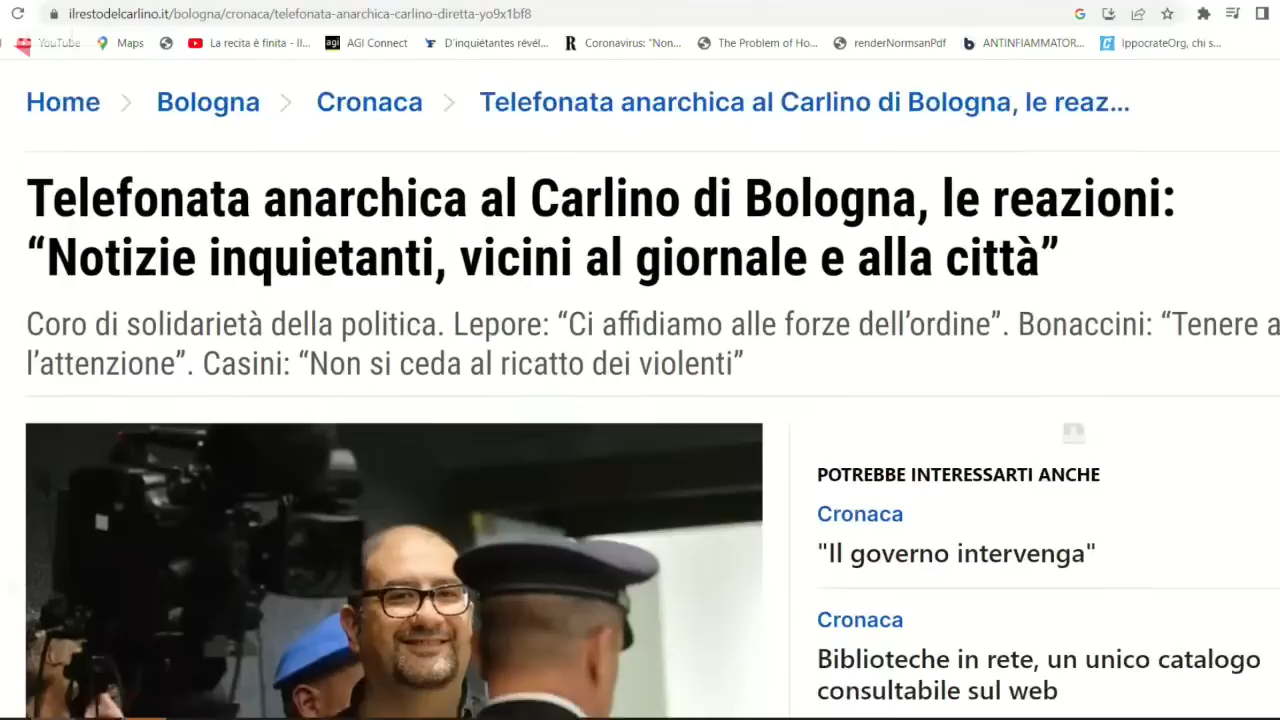 ilrestodelcarlino.it/bologna/cronaca/telefonata-anarchica-carlino-diretta-yo9x1bf8
YouTube Maps La recita è finita - Il... AGI Connect D'inquiétantes révél... Coronavirus: "Non... The Problem of Ho... renderNormsanPdf ANTINFIAMMATOR... IppocrateOrg, chi s...
Home > Bologna > Cronaca > Telefonata anarchica al Carlino di Bologna, le reaz...
Telefonata anarchica al Carlino di Bologna, le reazioni:
“Notizie inquietanti, vicini al giornale e alla città”
Coro di solidarietà della politica. Lepore: “Ci affidiamo alle forze dell’ordine”. Bonaccini: “Tenere a
l’attenzione”. Casini: “Non si ceda al ricatto dei violenti”
POTREBBE INTERESSARTI ANCHE
Cronaca
"Il governo intervenga"
Cronaca
Biblioteche in rete, un unico catalogo
consultabile sul web